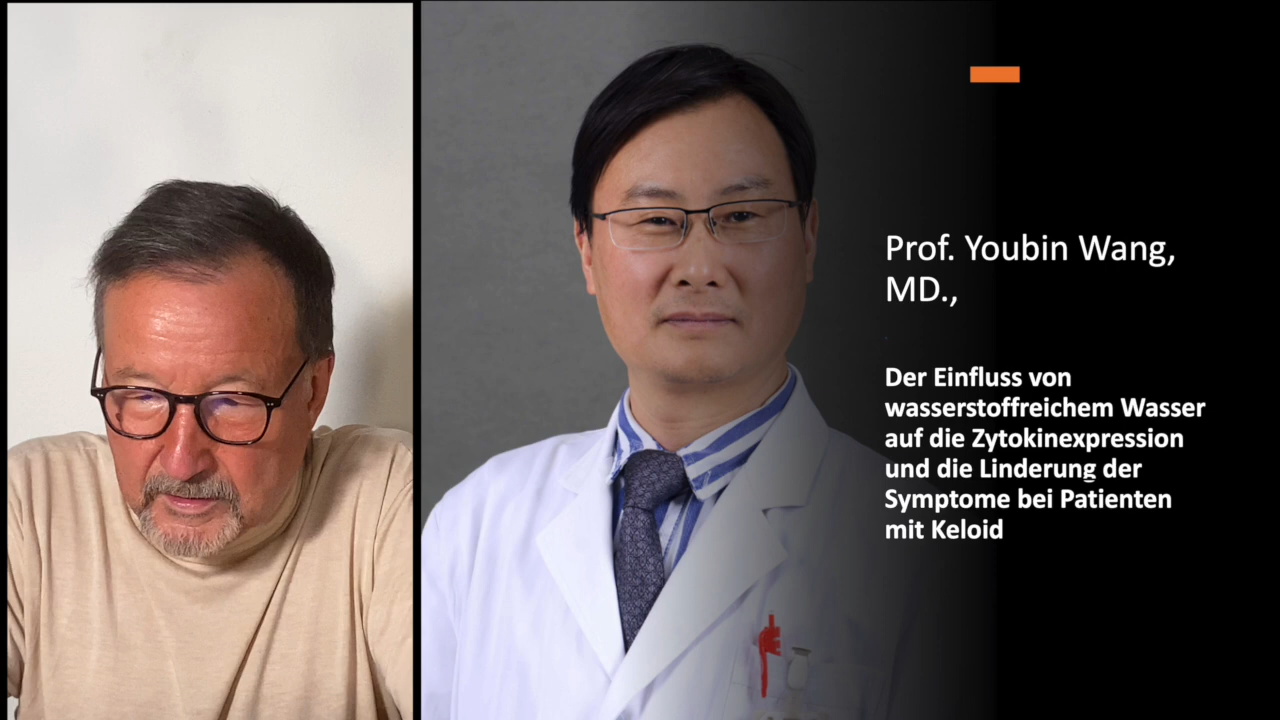 Prof. Youbin Wang,
MD.,
Der Einfluss von
wasserstoffreichem Wasser
auf die Zytokinexpression
und die Linderung der
Symptome bei Patienten
mit Keloid